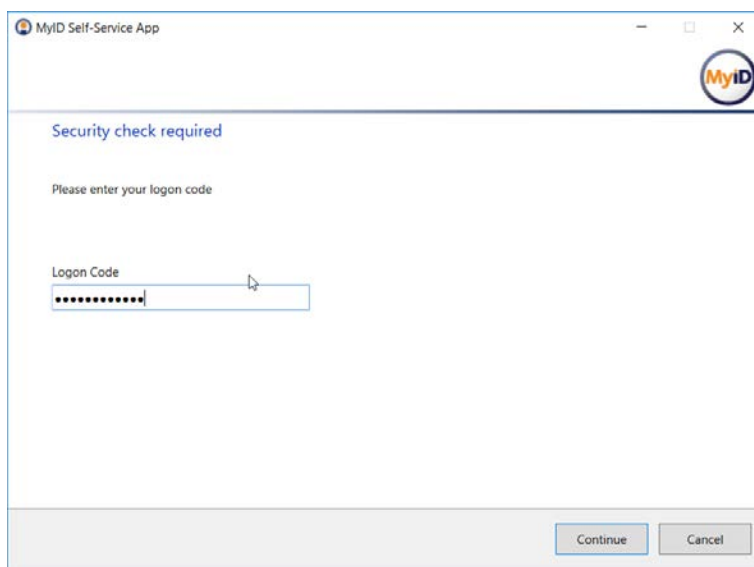 MyID Self-Service App
MyiD
Security check required
Please enter your logon code
Logon Code
••••••••••••
Continue
Cancel